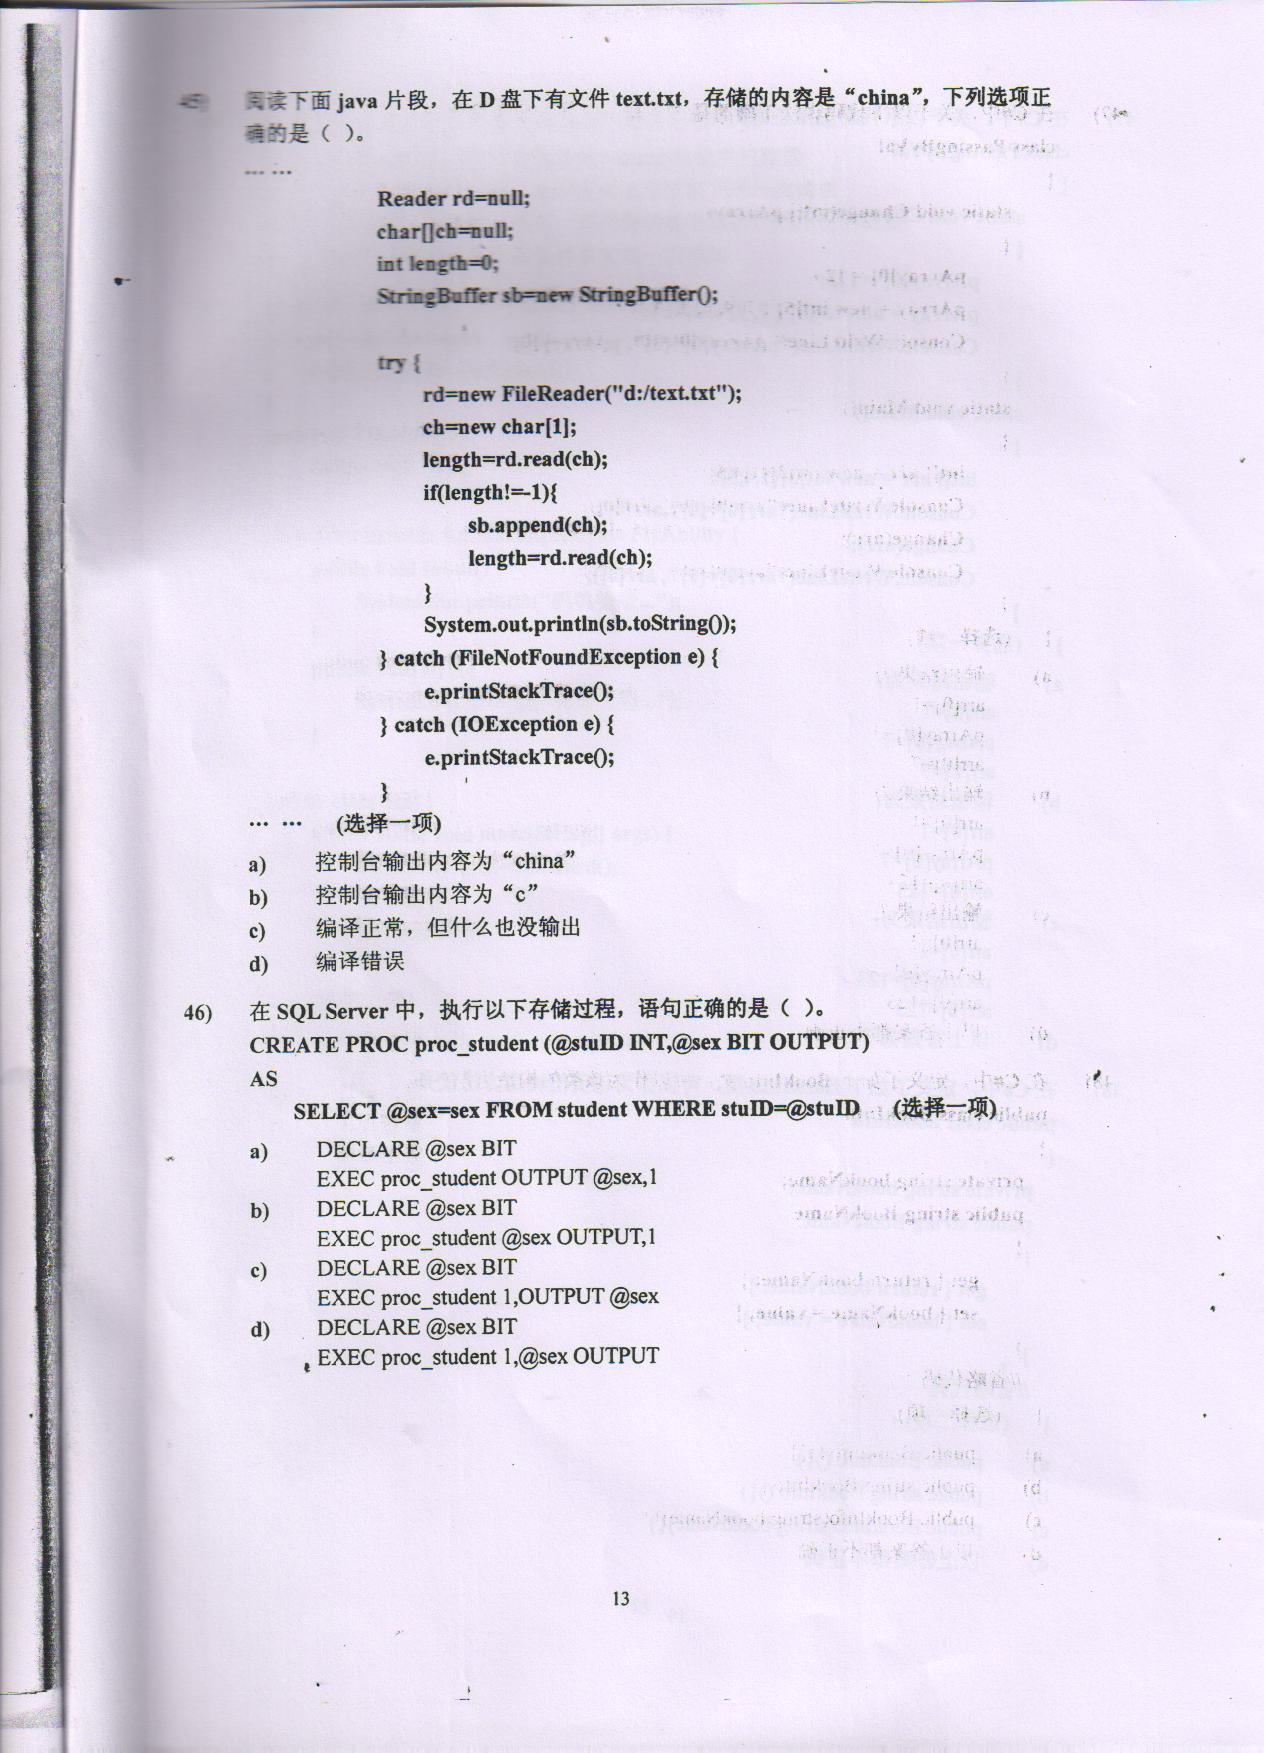 45) 阅读下面 java 片段，在 D 盘下有文件 text.txt，存储的内容是“china”，下列选项正
确的是（ ）。
... ...
Reader rd=null;
char[]ch=null;
int length=0;
StringBuffer sb=new StringBuffer();
try {
rd=new FileReader("d:/text.txt");
ch=new char[1];
length=rd.read(ch);
if(length!=-1){
sb.append(ch);
length=rd.read(ch);
}
System.out.println(sb.toString());
} catch (FileNotFoundException e) {
e.printStackTrace();
} catch (IOException e) {
e.printStackTrace();
}
... ... (选择一项)
a) 控制台输出内容为“china”
b) 控制台输出内容为“c”
c) 编译正常，但什么也没输出
d) 编译错误
46) 在 SQL Server 中，执行以下存储过程，语句正确的是（ ）。
CREATE PROC proc_student (@stuID INT,@sex BIT OUTPUT)
AS
SELECT @sex=sex FROM student WHERE stuID=@stuID (选择一项)
a) DECLARE @sex BIT
EXEC proc_student OUTPUT @sex,1
b) DECLARE @sex BIT
EXEC proc_student @sex OUTPUT,1
c) DECLARE @sex BIT
EXEC proc_student 1,OUTPUT @sex
d) DECLARE @sex BIT
EXEC proc_student 1,@sex OUTPUT
13